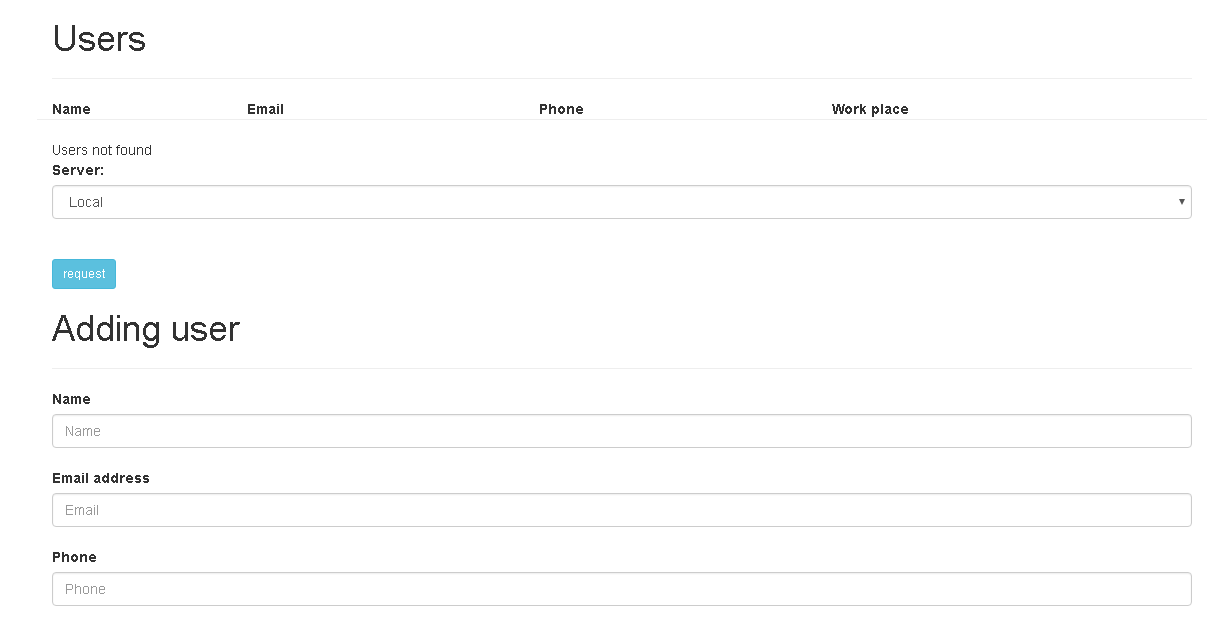 Users
Name Email Phone Work place
Users not found
Server:
Local
request
Adding user
Name
Name
Email address
Email
Phone
Phone